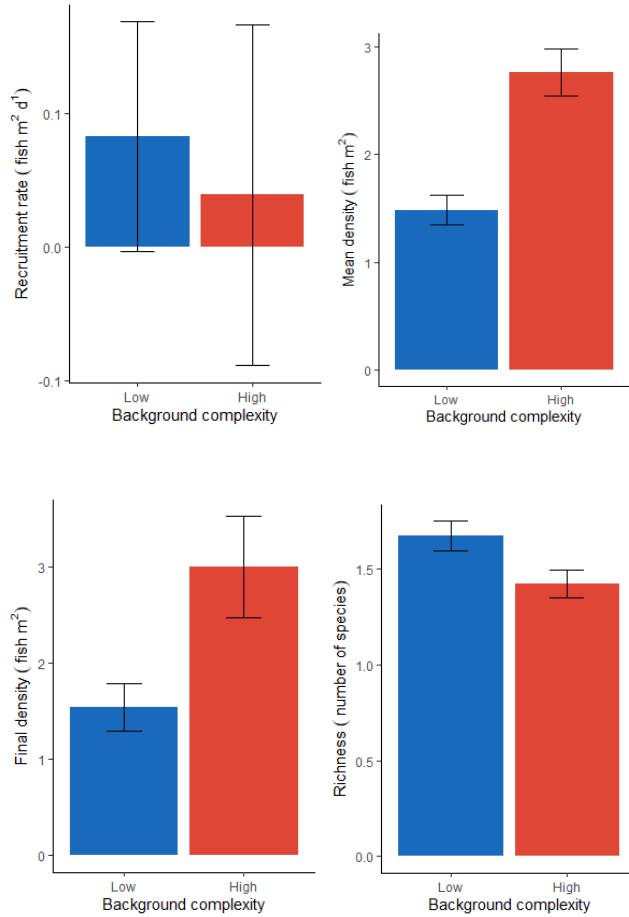 Recruitment rate ( fish m² d¹)
0.1
0.0
-0.1
Low High
Background complexity
Mean density ( fish m²)
3
2
1
0
Low High
Background complexity
Final density ( fish m²)
3
2
1
0
Low High
Background complexity
Richness ( number of species)
1.5
1.0
0.5
0.0
Low High
Background complexity